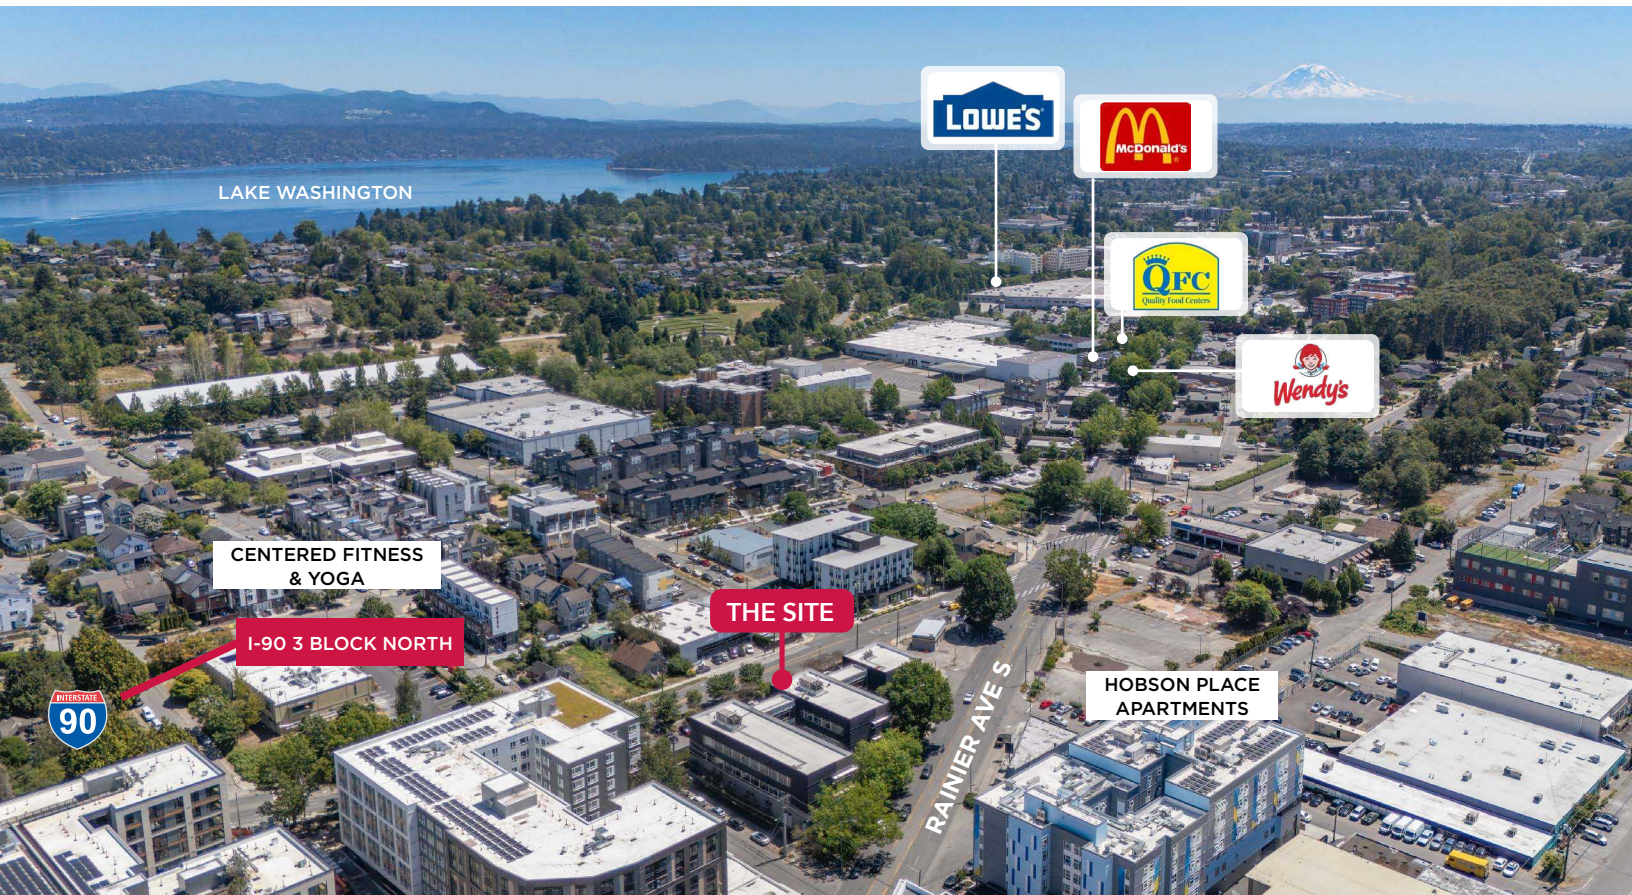 LOWE'S
McDonald's
LAKE WASHINGTON
QFC
Quality Food Centers
Wendy's
CENTERED FITNESS
& YOGA
THE SITE
I-90 3 BLOCK NORTH
INTERSTATE
90
RAINIER AVE S
HOBSON PLACE
APARTMENTS